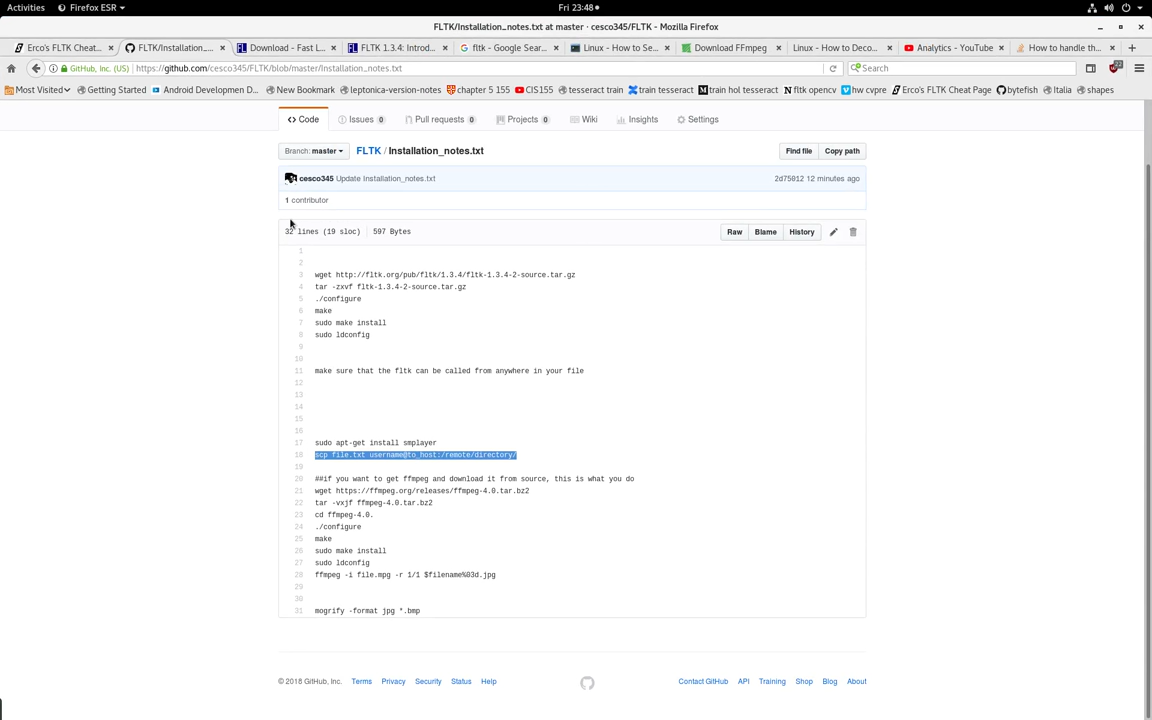 Activities Firefox ESR Fri 23:48
FLTK/Installation_notes.txt at master · cesco345/FLTK - Mozilla Firefox
Erco's FLTK Cheat... FLTK/Installation_... Download - Fast L... FLTK 1.3.4: Introd... fltk - Google Sear... Linux - How to Se... Download FFmpeg Linux - How to Deco... Analytics - YouTube How to handle th...
GitHub, Inc. (US) https://github.com/cesco345/FLTK/blob/master/Installation_notes.txt Search 22
Most Visited Getting Started Android Developmen D... New Bookmark leptonica-version-notes chapter 5 155 CIS155 tesseract train train tesseract train hol tesseract fltk opencv hw cvpre Erco's FLTK Cheat Page bytefish Italia shapes
Code Issues 0 Pull requests 0 Projects 0 Wiki Insights Settings
Branch: master FLTK / Installation_notes.txt Find file Copy path
cesco345 Update Installation_notes.txt 2d75012 12 minutes ago
1 contributor
32 lines (19 sloc) 597 Bytes Raw Blame History
1
2
3 wget http://fltk.org/pub/fltk/1.3.4/fltk-1.3.4-2-source.tar.gz
4 tar -zxvf fltk-1.3.4-2-source.tar.gz
5 ./configure
6 make
7 sudo make install
8 sudo ldconfig
9
10
11 make sure that the fltk can be called from anywhere in your file
12
13
14
15
16
17 sudo apt-get install smplayer
18 scp file.txt username@to_host:/remote/directory/
19
20 ##if you want to get ffmpeg and download it from source, this is what you do
21 wget https://ffmpeg.org/releases/ffmpeg-4.0.tar.bz2
22 tar -vxjf ffmpeg-4.0.tar.bz2
23 cd ffmpeg-4.0.
24 ./configure
25 make
26 sudo make install
27 sudo ldconfig
28 ffmpeg -i file.mpg -r 1/1 $filename%03d.jpg
29
30
31 mogrify -format jpg *.bmp
© 2018 GitHub, Inc. Terms Privacy Security Status Help Contact GitHub API Training Shop Blog About